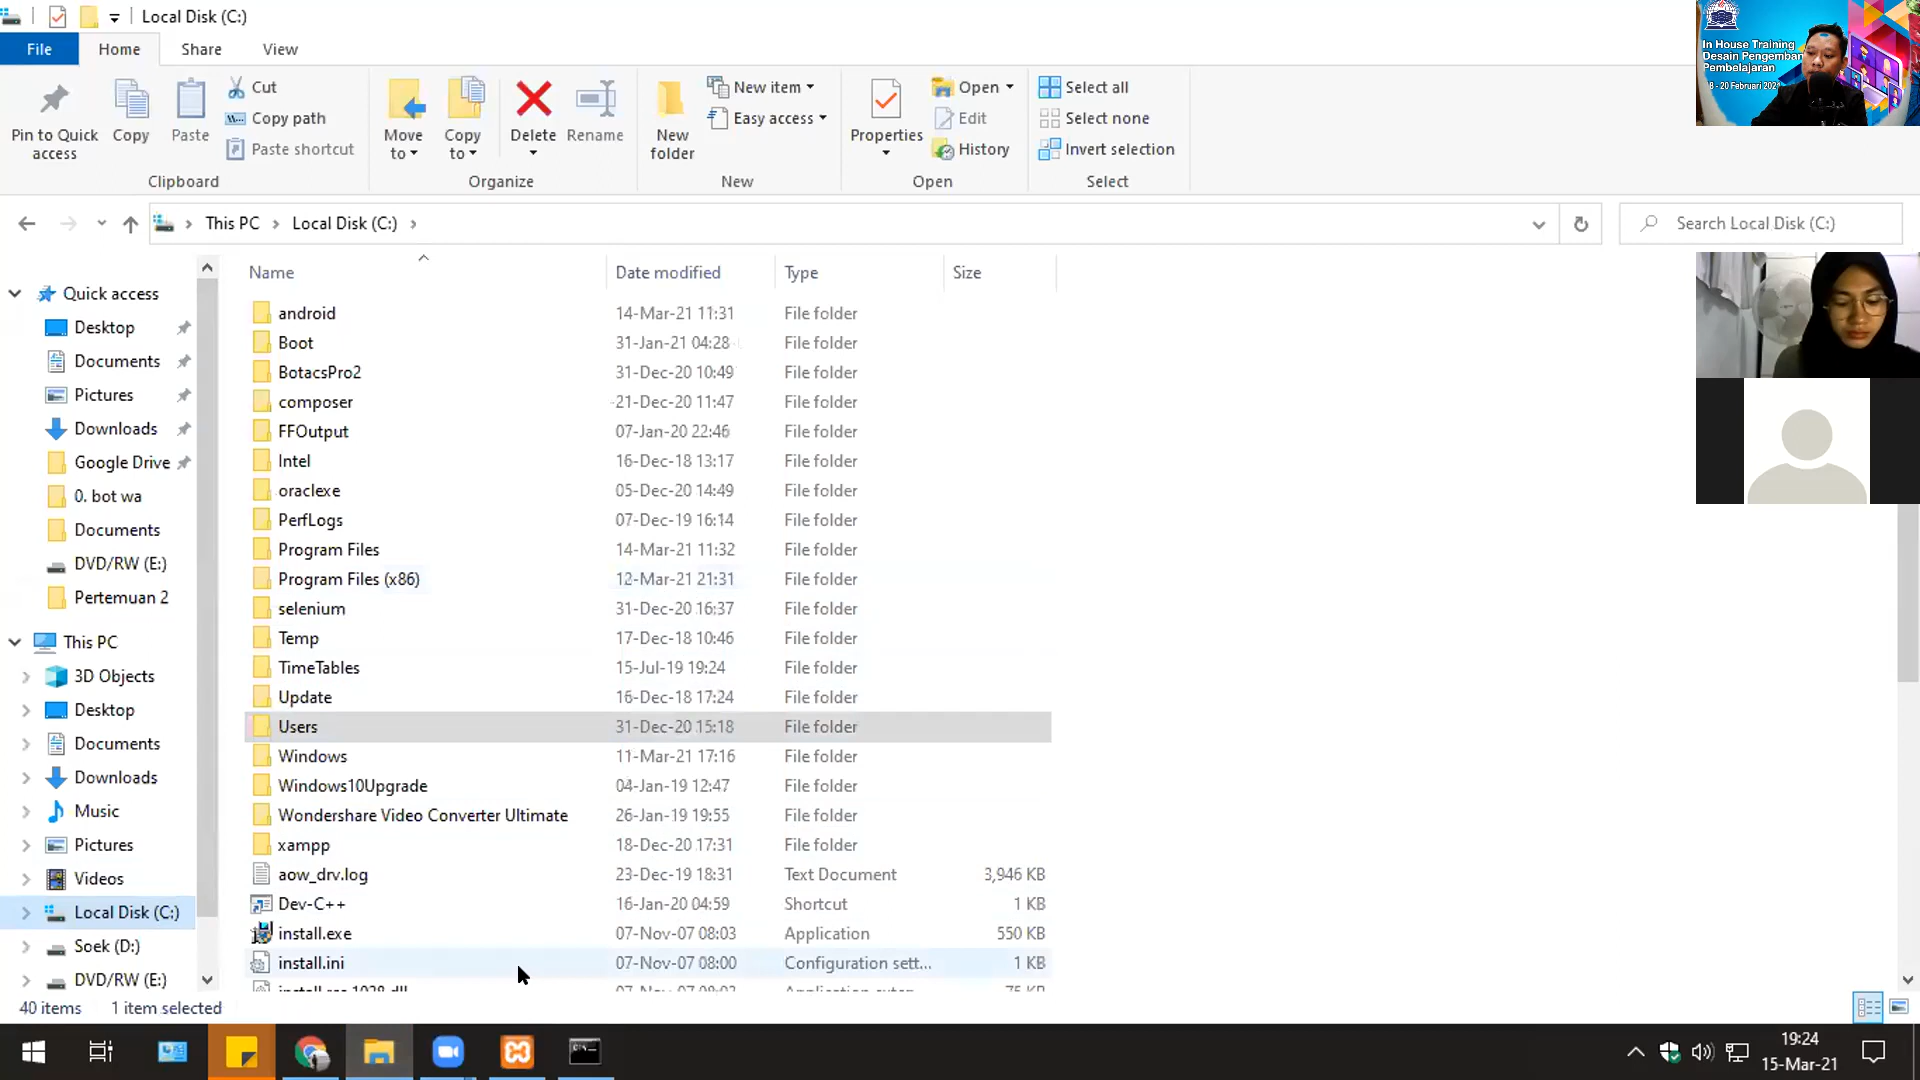 Local Disk (C:)
File Home Share View
Pin to Quick access
Copy
Paste
Cut
Copy path
Paste shortcut
Clipboard
Move to
Copy to
Delete
Rename
Organize
New folder
New item
Easy access
New
Properties
Open
Edit
History
Open
Select all
Select none
Invert selection
Select
In House Training
Desain Pengemban
Pembelajaran
This PC > Local Disk (C:) >
Search Local Disk (C:)
Quick access
Desktop
Documents
Pictures
Downloads
Google Drive
0. bot wa
Documents
DVD/RW (E:)
Pertemuan 2
This PC
3D Objects
Desktop
Documents
Downloads
Music
Pictures
Videos
Local Disk (C:)
Soek (D:)
DVD/RW (E:)
Name Date modified Type Size
android 14-Mar-21 11:31 File folder
Boot 31-Jan-21 04:28 File folder
BotacsPro2 31-Dec-20 10:49 File folder
composer 21-Dec-20 11:47 File folder
FFOutput 07-Jan-20 22:46 File folder
Intel 16-Dec-18 13:17 File folder
oraclexe 05-Dec-20 14:49 File folder
PerfLogs 07-Dec-19 16:14 File folder
Program Files 14-Mar-21 11:32 File folder
Program Files (x86) 12-Mar-21 21:31 File folder
selenium 31-Dec-20 16:37 File folder
Temp 17-Dec-18 10:46 File folder
TimeTables 15-Jul-19 19:24 File folder
Update 16-Dec-18 17:24 File folder
Users 31-Dec-20 15:18 File folder
Windows 11-Mar-21 17:16 File folder
Windows10Upgrade 04-Jan-19 12:47 File folder
Wondershare Video Converter Ultimate 26-Jan-19 19:55 File folder
xampp 18-Dec-20 17:31 File folder
aow_drv.log 23-Dec-19 18:31 Text Document 3,946 KB
Dev-C++ 16-Jan-20 04:59 Shortcut 1 KB
install.exe 07-Nov-07 08:03 Application 550 KB
install.ini 07-Nov-07 08:00 Configuration sett... 1 KB
40 items 1 item selected
19:24
15-Mar-21